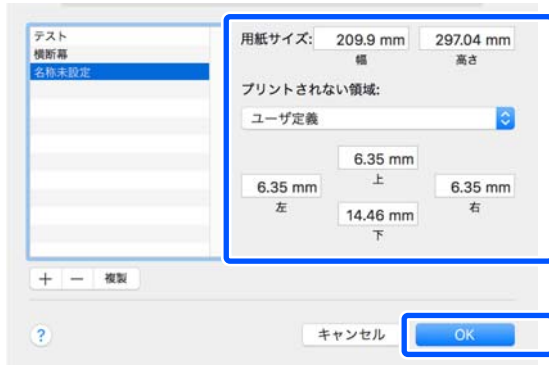 テスト
横断幕
名称未設定
用紙サイズ: 209.9 mm 297.04 mm
幅 高さ
プリントされない領域:
ユーザ定義
6.35 mm
上
6.35 mm 6.35 mm
左 右
14.46 mm
下
+ − 複製
? キャンセル OK